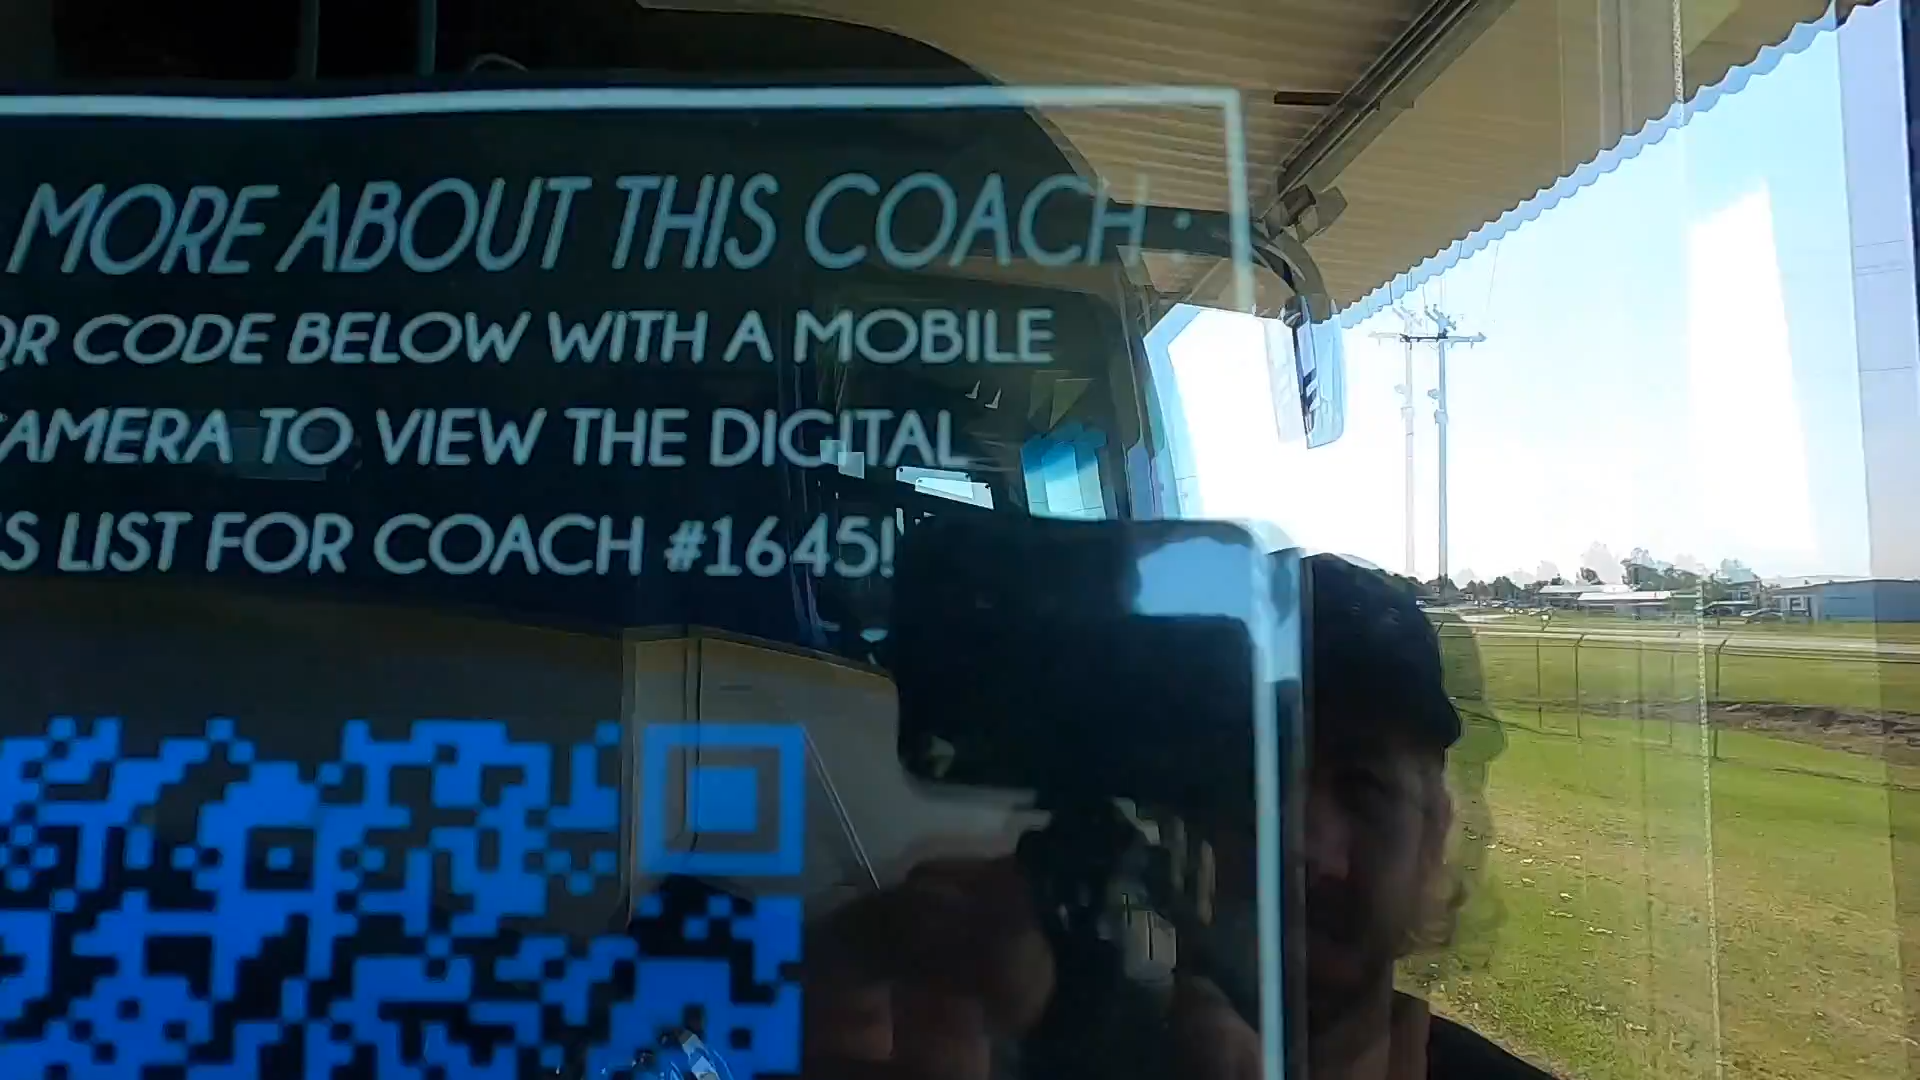 MORE ABOUT THIS COACH:
QR CODE BELOW WITH A MOBILE
CAMERA TO VIEW THE DIGITAL
S LIST FOR COACH #1645!